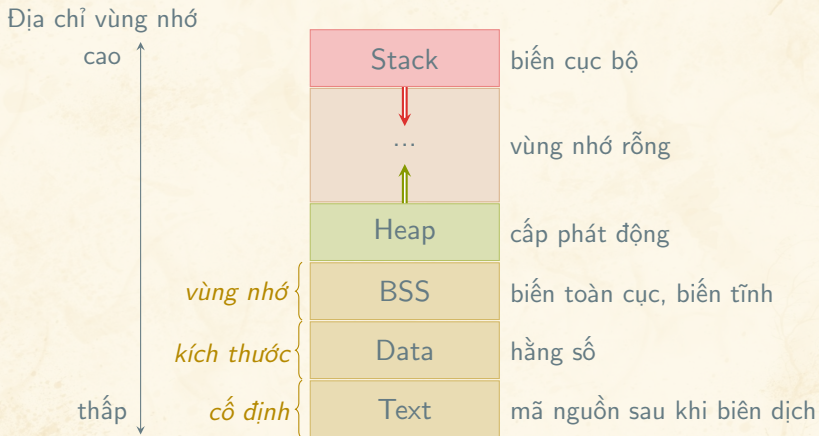 Địa chỉ vùng nhớ
cao
Stack
biến cục bộ
...
vùng nhớ rỗng
Heap
cấp phát động
vùng nhớ
BSS
biến toàn cục, biến tĩnh
kích thước
Data
hằng số
thấp
cố định
Text
mã nguồn sau khi biên dịch